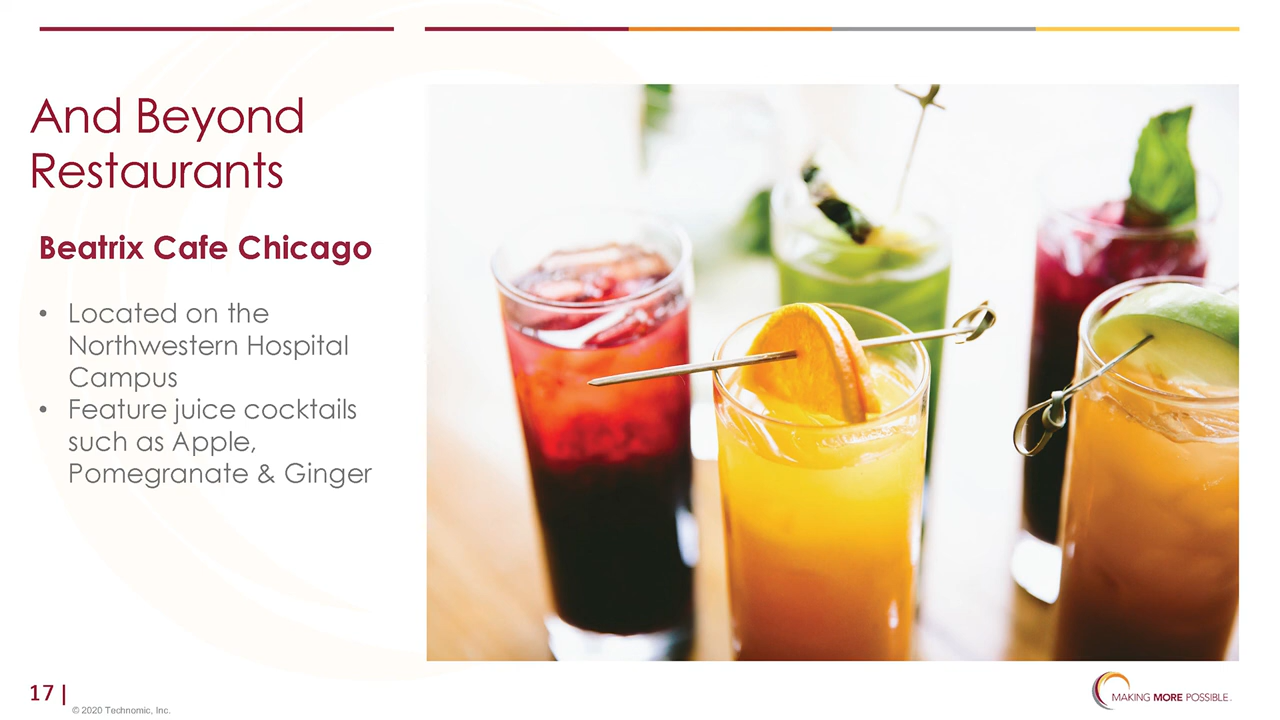 And Beyond
Restaurants
Beatrix Cafe Chicago
• Located on the
Northwestern Hospital
Campus
• Feature juice cocktails
such as Apple,
Pomegranate & Ginger
17 |
© 2020 Technomic, Inc.
MAKING MORE POSSIBLE™